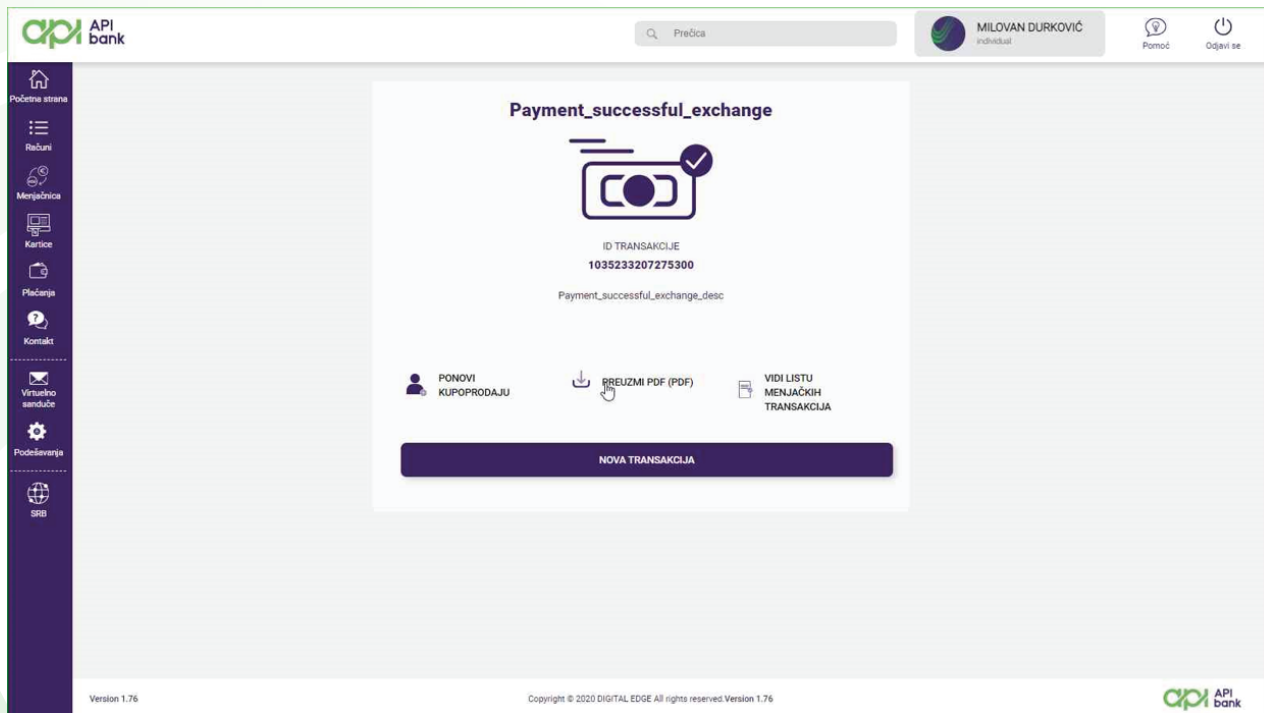 api API
bank
Prečica
MILOVAN DURKOVIĆ
individual
Pomoć
Odjavi se
Početna strana
Računi
Menjačnica
Kartice
Plaćanja
Kontakt
Virtuelno
sanduče
Podešavanja
SRB
Payment_successful_exchange
ID TRANSAKCIJE
1035233207275300
Payment_successful_exchange_desc
PONOVI
KUPOPRODAJU
PREUZMI PDF (PDF)
VIDI LISTU
MENJAČKIH
TRANSAKCIJA
NOVA TRANSAKCIJA
Version 1.76
Copyright © 2020 DIGITAL EDGE All rights reserved.Version 1.76
api API
bank